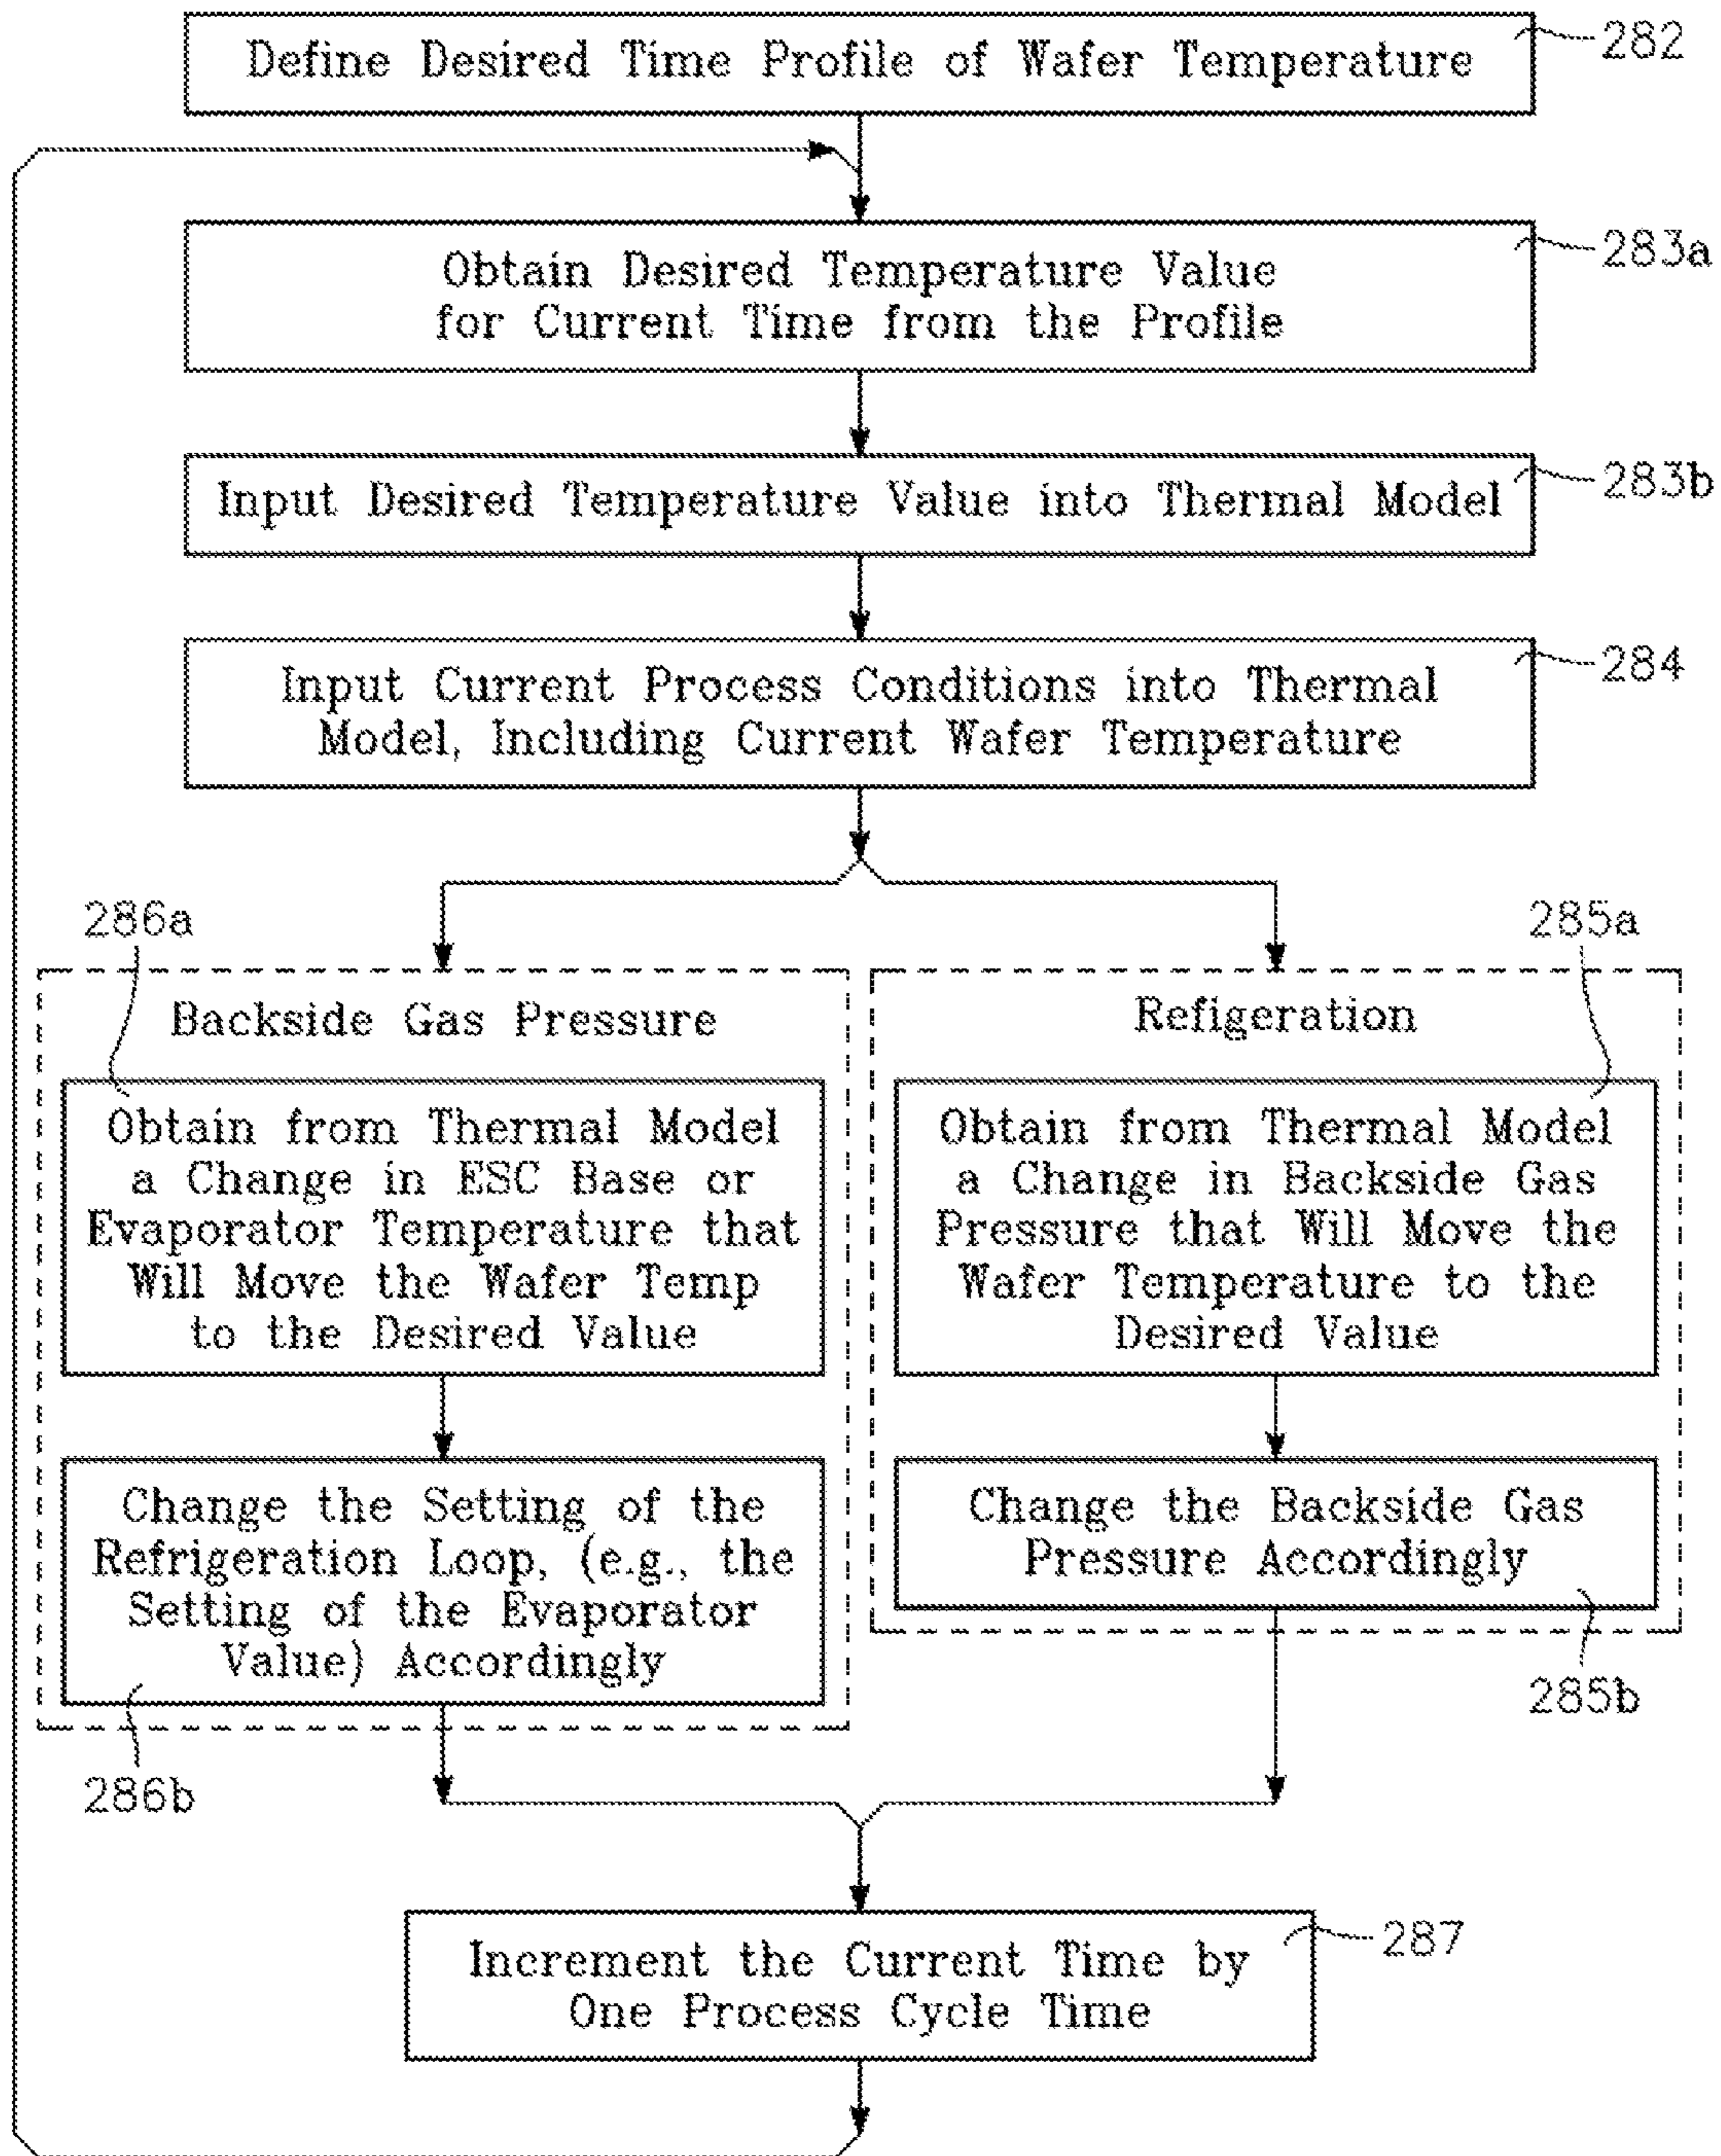 Define Desired Time Profile of Wafer Temperature
282
Obtain Desired Temperature Value
for Current Time from the Profile
283a
Input Desired Temperature Value into Thermal Model
283b
Input Current Process Conditions into Thermal
Model, Including Current Wafer Temperature
284
286a
Backside Gas Pressure
Obtain from Thermal Model
a Change in ESC Base or
Evaporator Temperature that
Will Move the Wafer Temp
to the Desired Value
Change the Setting of the
Refrigeration Loop, (e.g., the
Setting of the Evaporator
Value) Accordingly
286b
285a
Refigeration
Obtain from Thermal Model
a Change in Backside Gas
Pressure that Will Move the
Wafer Temperature to the
Desired Value
Change the Backside Gas
Pressure Accordingly
285b
Increment the Current Time by
One Process Cycle Time
287